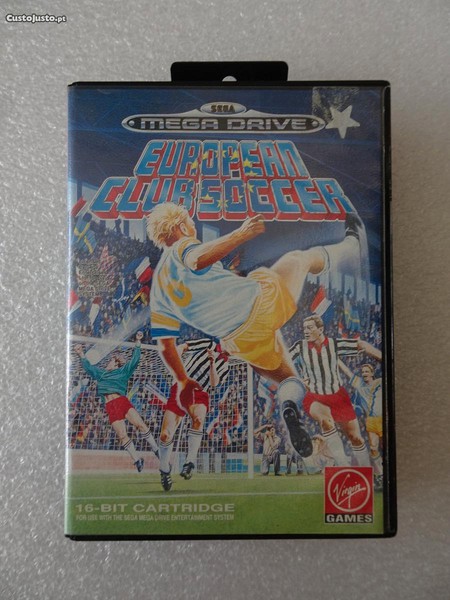 CustoJusto.pt
SEGA
MEGA DRIVE
EUROPEAN
CLUB SOCCER
6
16-BIT CARTRIDGE
FOR USE WITH THE SEGA MEGA DRIVE ENTERTAINMENT SYSTEM
Virgin
GAMES